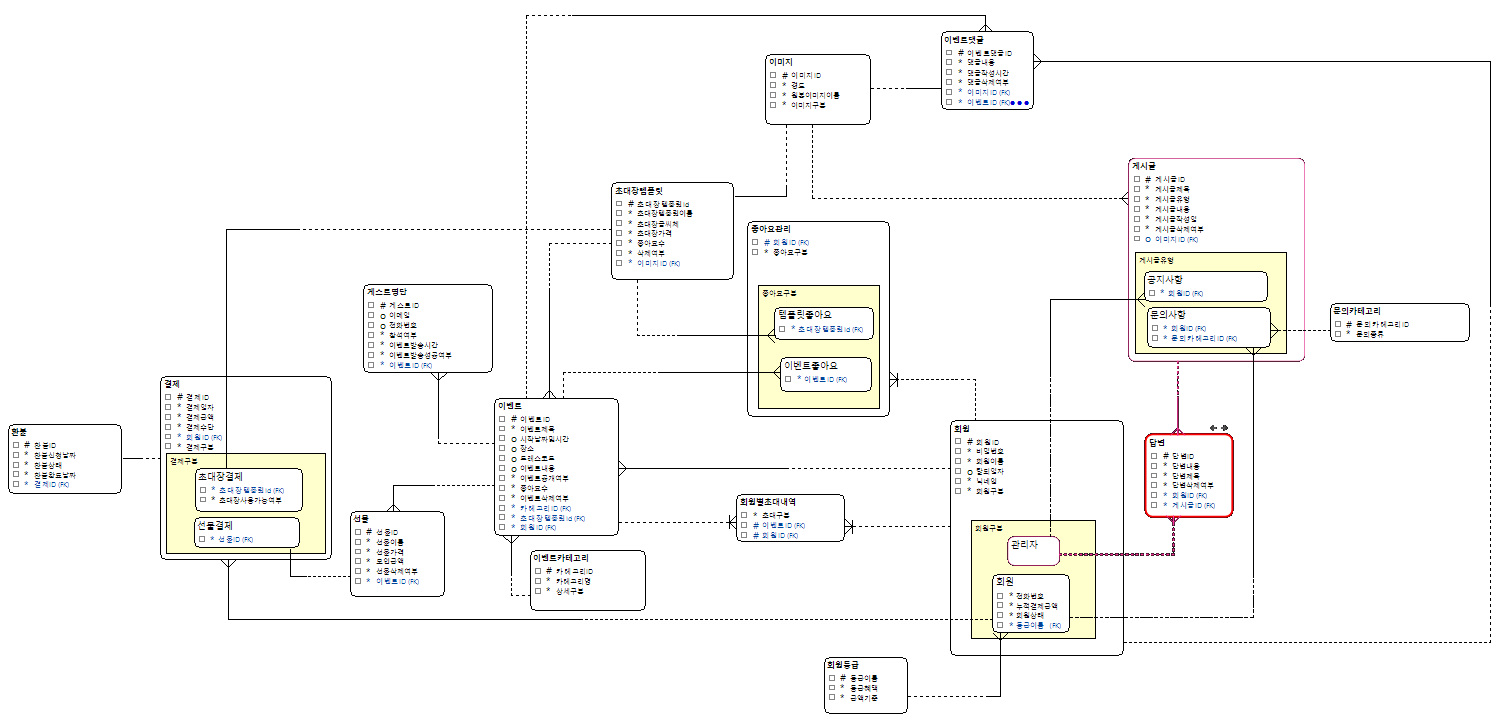 이벤트댓글
# 이벤트댓글ID
* 댓글내용
* 댓글작성시간
* 댓글삭제여부
* 이미지ID (FK)
* 이벤트ID (FK)
이미지
# 이미지ID
* 경로
* 원본이미지이름
* 이미지구분
게시글
# 게시글ID
* 게시글제목
* 게시글유형
* 게시글내용
* 게시글작성일
* 게시글삭제여부
o 이미지ID (FK)
게시글유형
공지사항
* 회원ID (FK)
문의사항
* 회원ID (FK)
* 문의카테고리ID (FK)
초대장템플릿
# 초대장템플릿Id
* 초대장템플릿이름
* 초대장글씨체
* 초대장가격
* 좋아요수
* 삭제여부
* 이미지ID (FK)
좋아요관리
# 회원ID (FK)
* 좋아요구분
좋아요구분
템플릿좋아요
* 초대장템플릿Id (FK)
이벤트좋아요
* 이벤트ID (FK)
게스트명단
# 게스트ID
o 이메일
o 전화번호
* 참석여부
* 이벤트발송시간
* 이벤트발송성공여부
* 이벤트ID (FK)
문의카테고리
# 문의카테고리ID
* 문의종류
결제
# 결제ID
* 결제일자
* 결제금액
* 결제수단
* 회원ID (FK)
* 결제구분
결제구분
초대장결제
* 초대장템플릿Id (FK)
* 초대장사용가능여부
선물결제
* 선물ID (FK)
환불
# 환불ID
* 환불신청날짜
* 환불상태
* 환불완료날짜
* 결제ID (FK)
이벤트
# 이벤트ID
* 이벤트제목
o 시작날짜및시간
o 장소
o 드레스코드
o 이벤트내용
* 이벤트공개여부
* 좋아요수
* 이벤트삭제여부
* 카테고리ID (FK)
* 초대장템플릿Id (FK)
* 회원ID (FK)
회원
# 회원ID
* 비밀번호
* 회원이름
o 탈퇴일자
* 닉네임
* 회원구분
회원구분
관리자
회원
* 전화번호
* 누적결제금액
* 회원상태
* 등급이름 (FK)
답변
# 답변ID
* 답변내용
* 답변제목
* 답변삭제여부
* 회원ID (FK)
* 게시글ID (FK)
회원별초대내역
* 초대구분
# 이벤트ID (FK)
# 회원ID (FK)
선물
# 선물ID
* 선물이름
* 선물가격
* 모인금액
* 선물삭제여부
* 이벤트ID (FK)
이벤트카테고리
# 카테고리ID
* 카테고리명
* 상세구분
회원등급
# 등급이름
* 등급혜택
* 금액기준